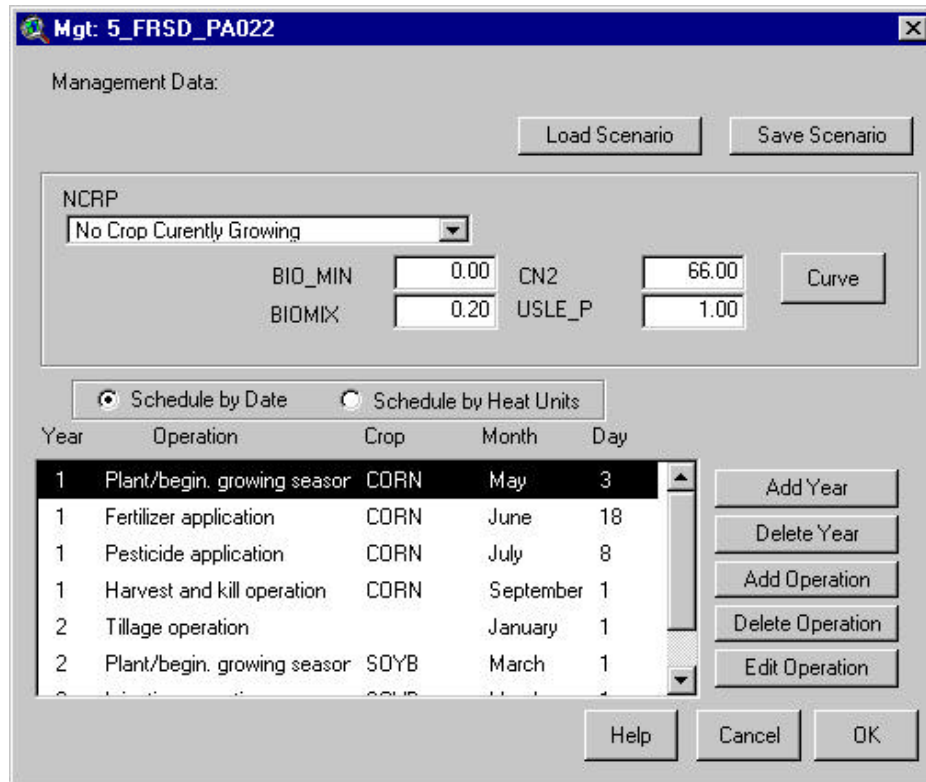 Mgt: 5_FRSD_PA022
Management Data:
Load Scenario Save Scenario
NCRP
No Crop Curently Growing
BIO_MIN 0.00 CN2 66.00 Curve
BIOMIX 0.20 USLE_P 1.00
Schedule by Date Schedule by Heat Units
Year Operation Crop Month Day
1 Plant/begin. growing seasor CORN May 3 Add Year
1 Fertilizer application CORN June 18 Delete Year
1 Pesticide application CORN July 8 Add Operation
1 Harvest and kill operation CORN September 1
2 Tillage operation January 1 Delete Operation
2 Plant/begin. growing seasor SOYB March 1 Edit Operation
Help Cancel OK